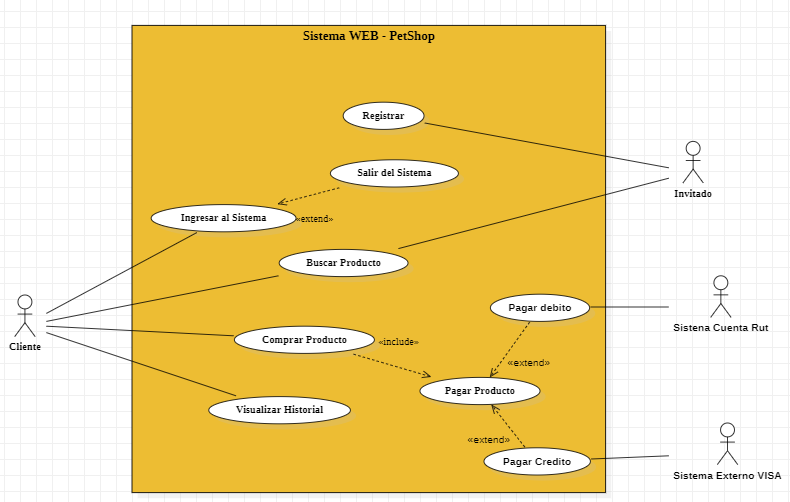 Sistema WEB - PetShop
Registrar
Salir del Sistema
Invitado
Ingresar al Sistema
«extend»
Buscar Producto
Pagar debito
Sistena Cuenta Rut
Cliente
Comprar Producto
«include»
«extend»
Pagar Producto
Visualizar Historial
«extend»
Pagar Credito
Sistema Externo VISA